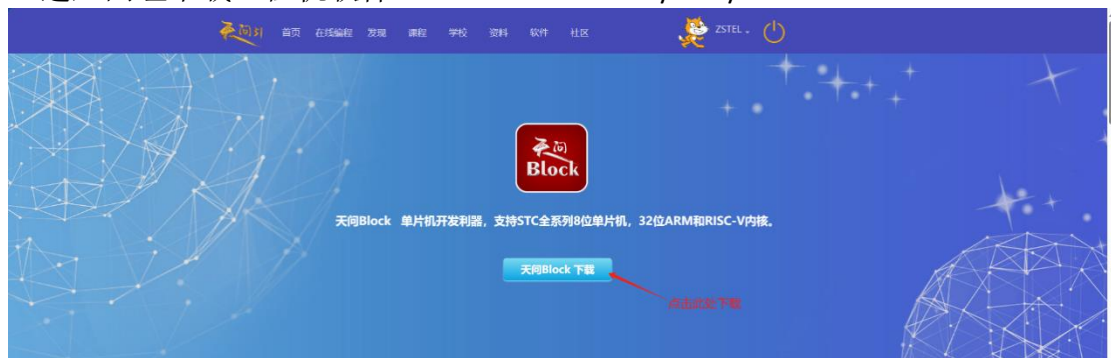 天问51 首页 在线编程 发现 课程 学校 资料 软件 社区 ZSTEL
天问
Block
天问Block 单片机开发利器，支持STC全系列8位单片机，32位ARM和RISC-V内核。
天问Block 下载
点击此处下载